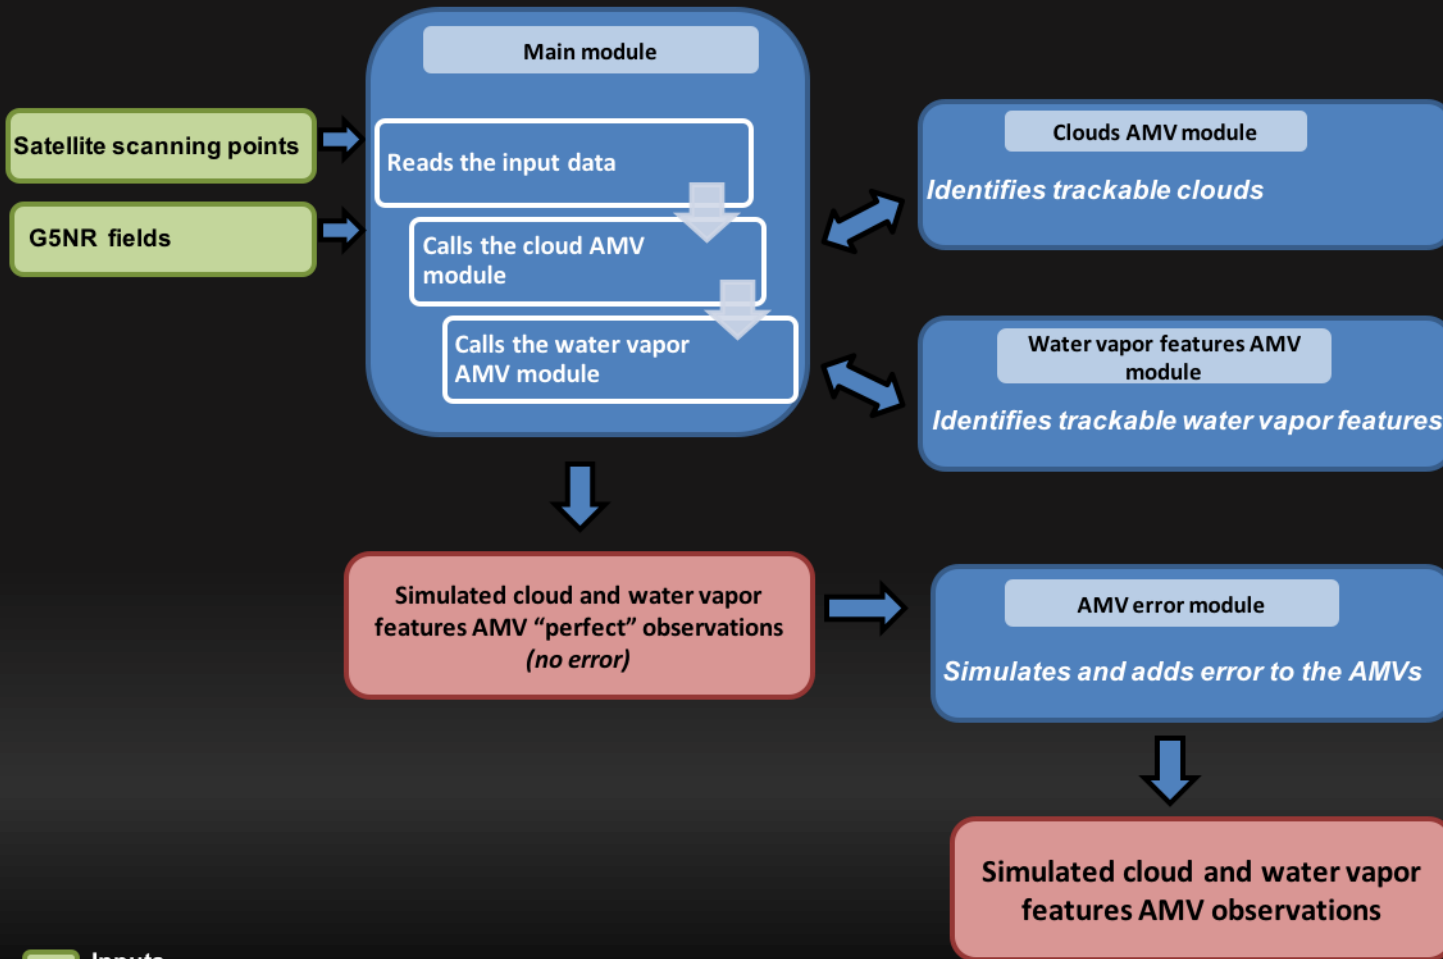 Main module
Satellite scanning points
G5NR fields
Reads the input data
Calls the cloud AMV
module
Calls the water vapor
AMV module
Clouds AMV module
Identifies trackable clouds
Water vapor features AMV
module
Identifies trackable water vapor features
Simulated cloud and water vapor
features AMV “perfect” observations
(no error)
AMV error module
Simulates and adds error to the AMVs
Simulated cloud and water vapor
features AMV observations
Inputs